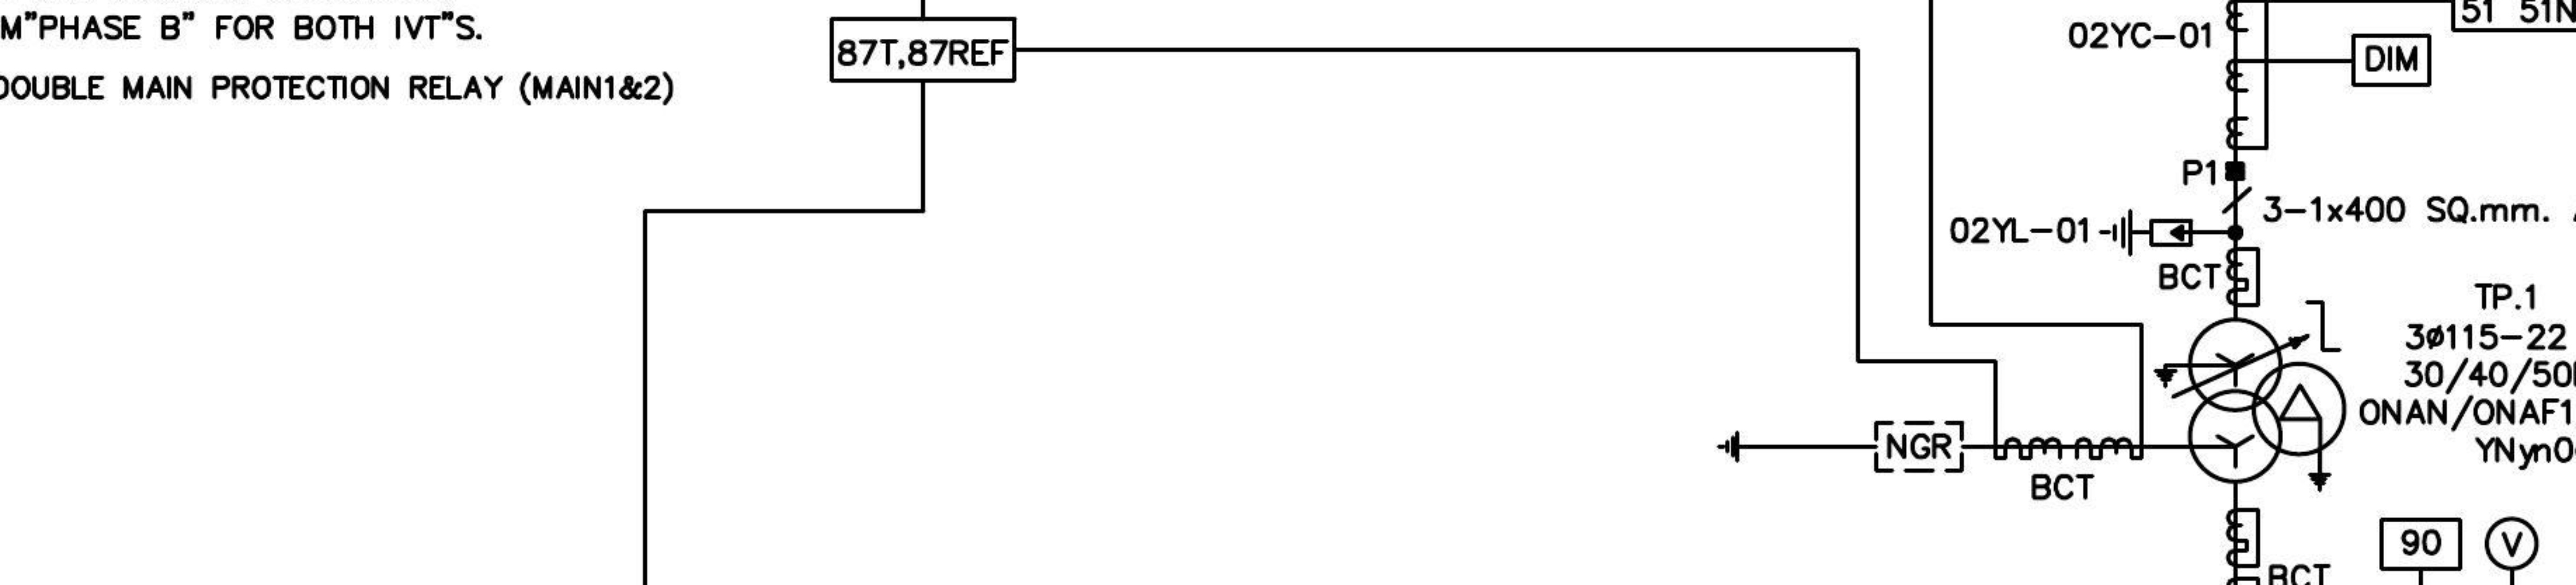 M"PHASE B" FOR BOTH IVT"S.
DOUBLE MAIN PROTECTION RELAY (MAIN1&2)
87T,87REF
02YC-01
51 51N
DIM
P1
3-1x400 SQ.mm.
02YL-01
BCT
TP.1
3ø115-22
30/40/50
ONAN/ONAF1
YNyn0
NGR
BCT
90
V
BCT